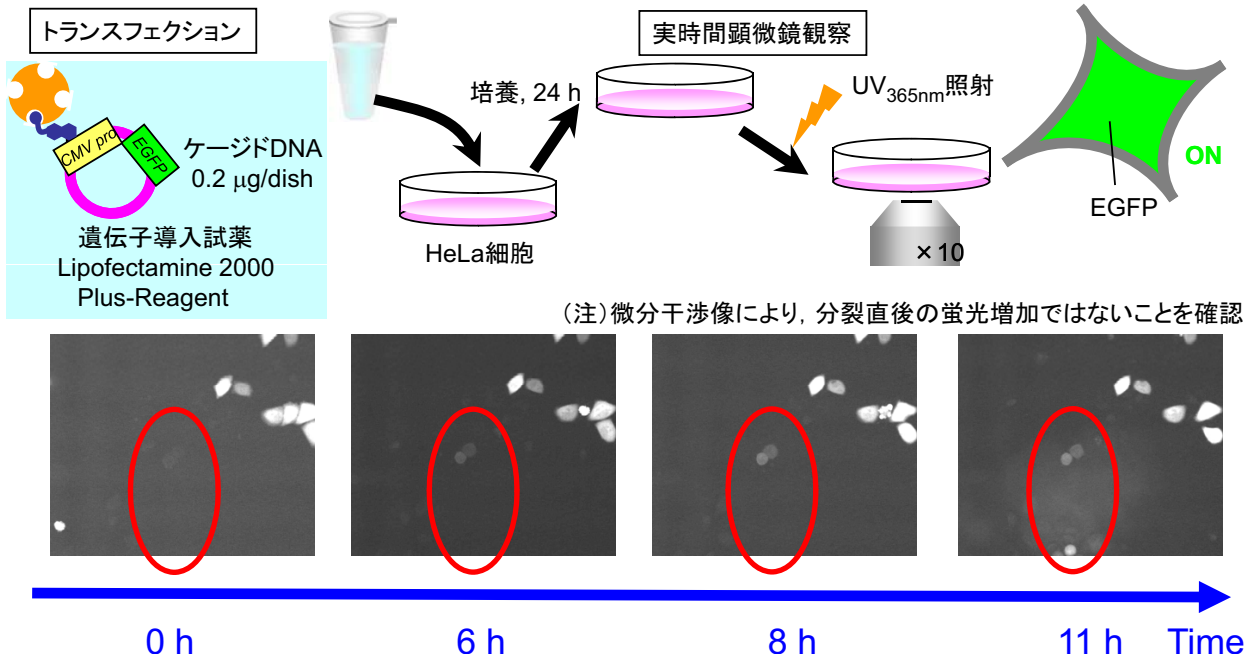 トランスフェクション
CMV pro
EGFP
ケージドDNA
0.2 μg/dish
遺伝子導入試薬
Lipofectamine 2000
Plus-Reagent
培養, 24 h
HeLa細胞
実時間顕微鏡観察
UV365nm照射
×10
ON
EGFP
（注）微分干渉像により, 分裂直後の蛍光増加ではないことを確認
0 h
6 h
8 h
11 h
Time